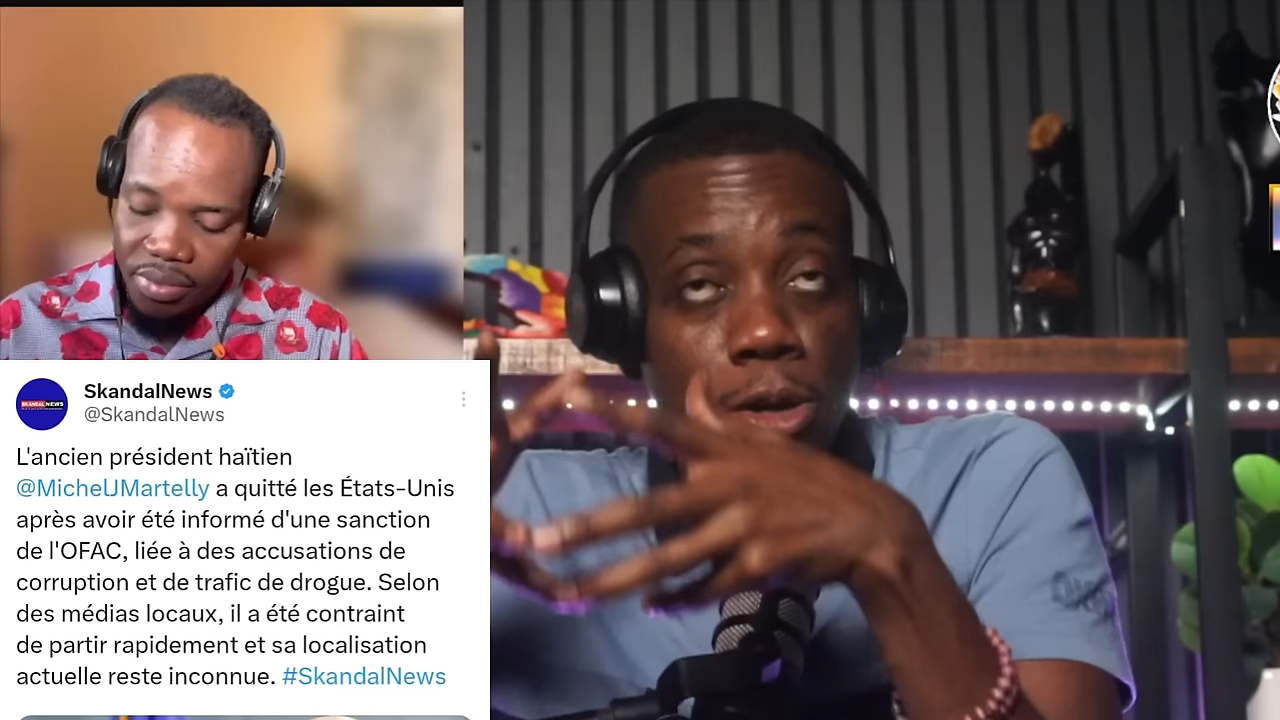 SkandalNews
@SkandalNews
L'ancien président haïtien
@MichelJMartelly a quitté les États-Unis
après avoir été informé d'une sanction
de l'OFAC, liée à des accusations de
corruption et de trafic de drogue. Selon
des médias locaux, il a été contraint
de partir rapidement et sa localisation
actuelle reste inconnue. #SkandalNews